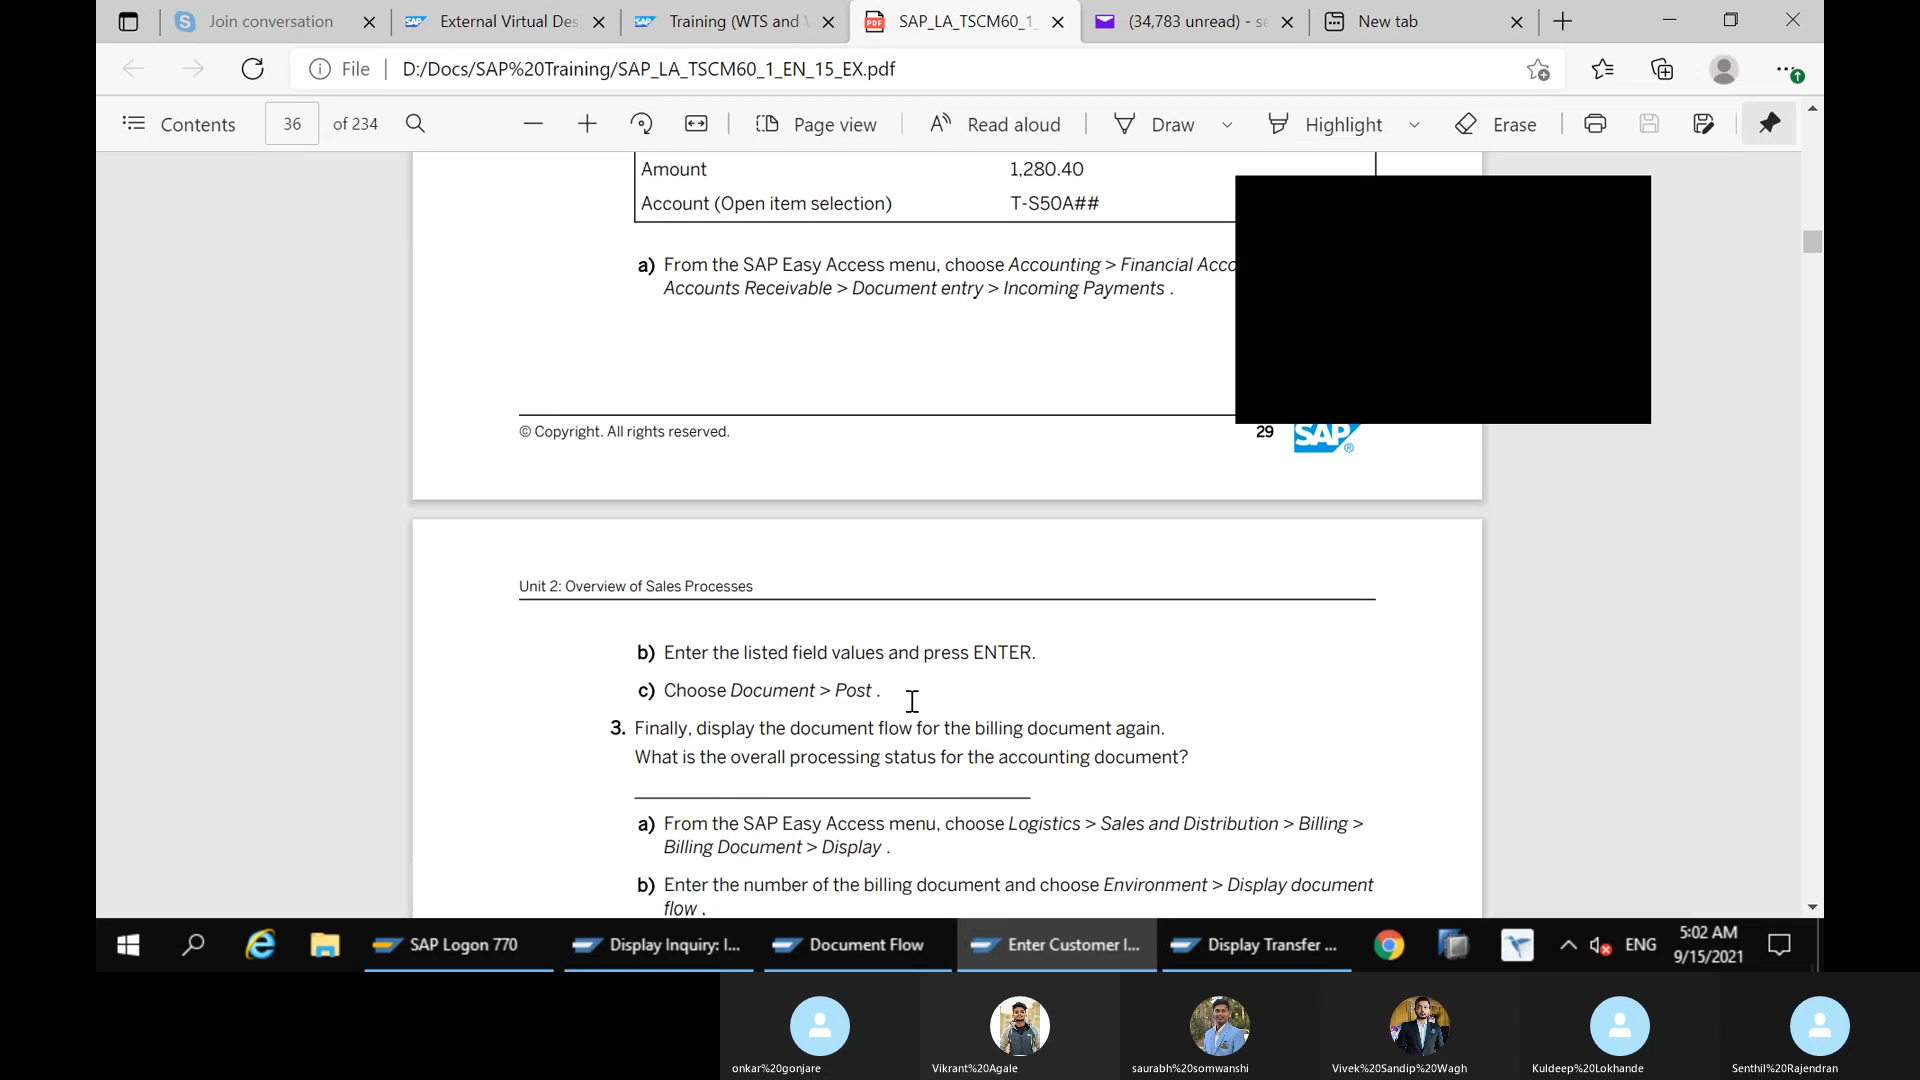 Join conversation
External Virtual Des
Training (WTS and V
SAP_LA_TSCM60_1_
(34,783 unread) - se
New tab
File
D:/Docs/SAP%20Training/SAP_LA_TSCM60_1_EN_15_EX.pdf
Contents
36
of 234
Page view
Read aloud
Draw
Highlight
Erase
Amount 1,280.40
Account (Open item selection) T-S50A##
a) From the SAP Easy Access menu, choose Accounting > Financial Acco
Accounts Receivable > Document entry > Incoming Payments .
© Copyright. All rights reserved.
29
SAP®
Unit 2: Overview of Sales Processes
b) Enter the listed field values and press ENTER.
c) Choose Document > Post .
3. Finally, display the document flow for the billing document again.
What is the overall processing status for the accounting document?
a) From the SAP Easy Access menu, choose Logistics > Sales and Distribution > Billing >
Billing Document > Display .
b) Enter the number of the billing document and choose Environment > Display document
flow .
SAP Logon 770
Display Inquiry: I...
Document Flow
Enter Customer I...
Display Transfer ...
ENG
5:02 AM
9/15/2021
onkar%20gonjare
Vikrant%20Agale
saurabh%20somwanshi
Vivek%20Sandip%20Wagh
Kuldeep%20Lokhande
Senthil%20Rajendran